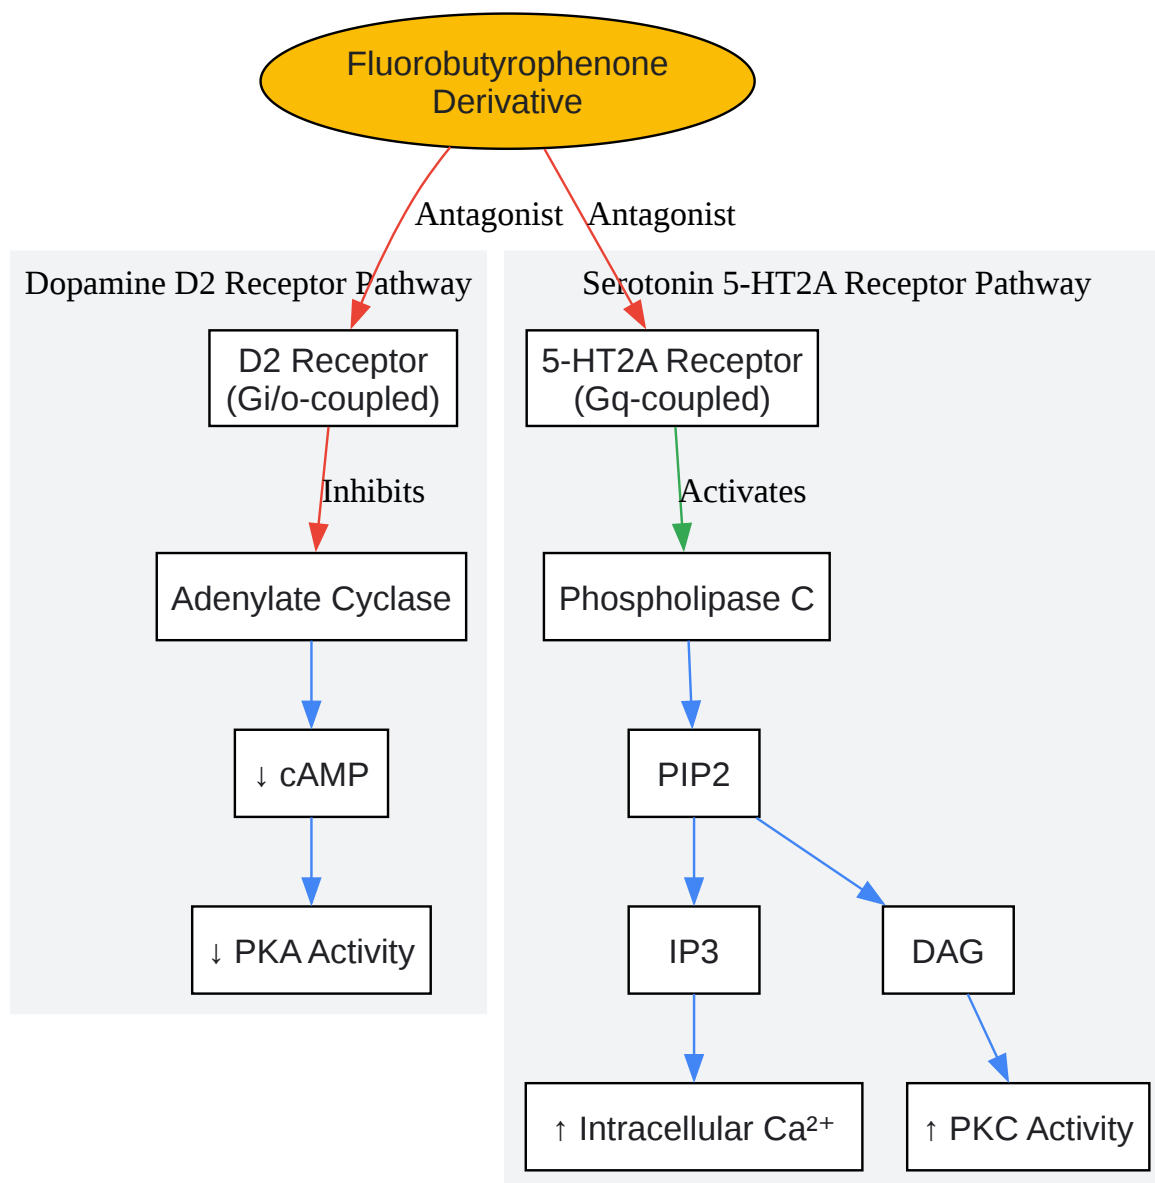 Fluorobutyrophenone
Derivative
Antagonist
Antagonist
Dopamine D2 Receptor Pathway
Serotonin 5-HT2A Receptor Pathway
D2 Receptor
(Gi/o-coupled)
5-HT2A Receptor
(Gq-coupled)
Inhibits
Activates
Adenylate Cyclase
Phospholipase C
↓ cAMP
PIP2
↓ PKA Activity
IP3
DAG
↑ Intracellular Ca²⁺
↑ PKC Activity